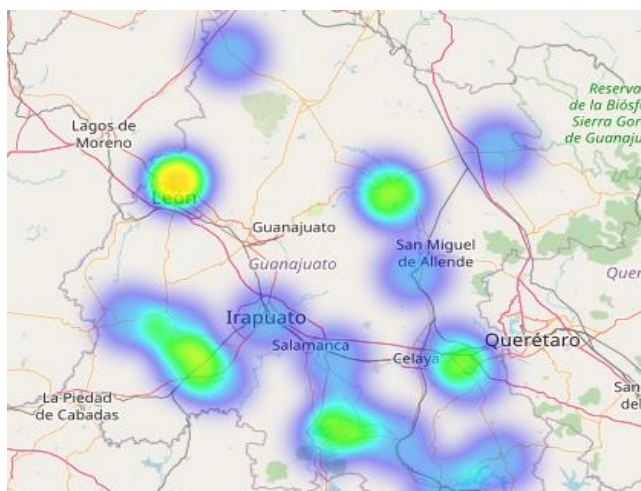 Reserva
de la Biósf
Sierra Gor
de Guanaju
Lagos de
Moreno
León
Guanajuato
San Miguel
de Allende
Guanajuato
Quer
Irapuato
Salamanca
Celaya
Querétaro
La Piedad
de Cabadas
San
del